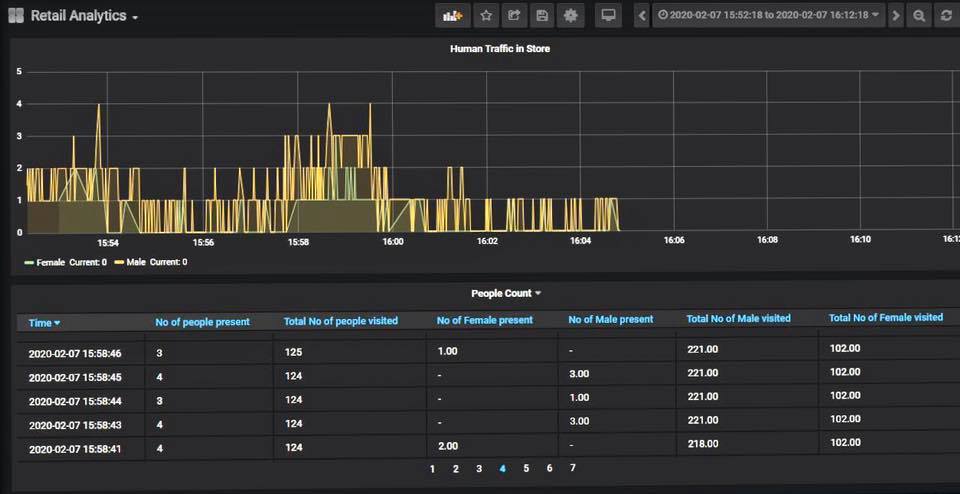 Retail Analytics
2020-02-07 15:52:18 to 2020-02-07 16:12:18
Human Traffic in Store
5
4
3
2
1
0
15:54 15:56 15:58 16:00 16:02 16:04 16:06 16:08 16:10
Female Current: 0 Male Current: 0
People Count
Time No of people present Total No of people visited No of Female present No of Male present Total No of Male visited Total No of Female visited
2020-02-07 15:58:46 3 125 1.00 - 221.00 102.00
2020-02-07 15:58:45 4 124 - 3.00 221.00 102.00
2020-02-07 15:58:44 3 124 - 1.00 221.00 102.00
2020-02-07 15:58:43 4 124 - 3.00 221.00 102.00
2020-02-07 15:58:41 4 124 2.00 - 218.00 102.00
1 2 3 4 5 6 7